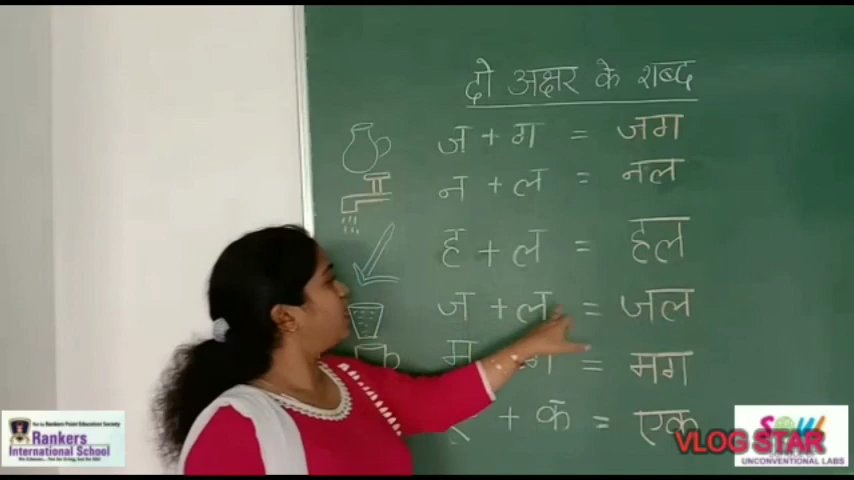 दो अक्षर के शब्द
ज़ + ग = जग
न + ल = नल
ह + ल = हल
ज + ल = जल
म ग = मग
+ क = एक
Rankers
International School
VLOG STAR
UNCONVENTIONAL LABS